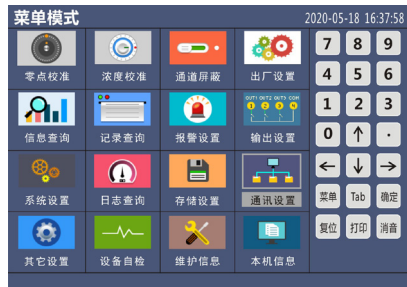 菜单模式 2020-05-18 16:37:58
零点校准 浓度校准 通道屏蔽 出厂设置
OUT1 OUT2 OUT3 COM
信息查询 记录查询 报警设置 输出设置
系统设置 日志查询 存储设置 通讯设置
其它设置 设备自检 维护信息 本机信息
7 8 9
4 5 6
1 2 3
0 ↑ ·
← ↓ →
菜单 Tab 确定
复位 打印 消音